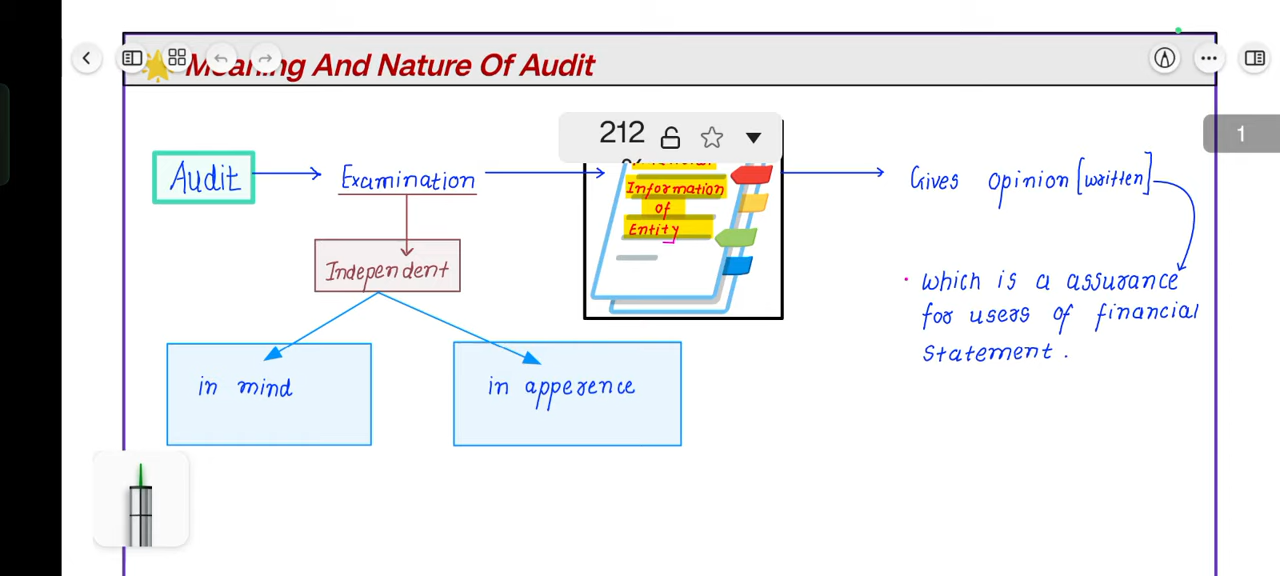 Meaning And Nature Of Audit
212
1
Audit
Examination
Information
of
Entity
Gives opinion [written]
Independent
which is a assurance
for users of financial
statement.
in mind
in apperence